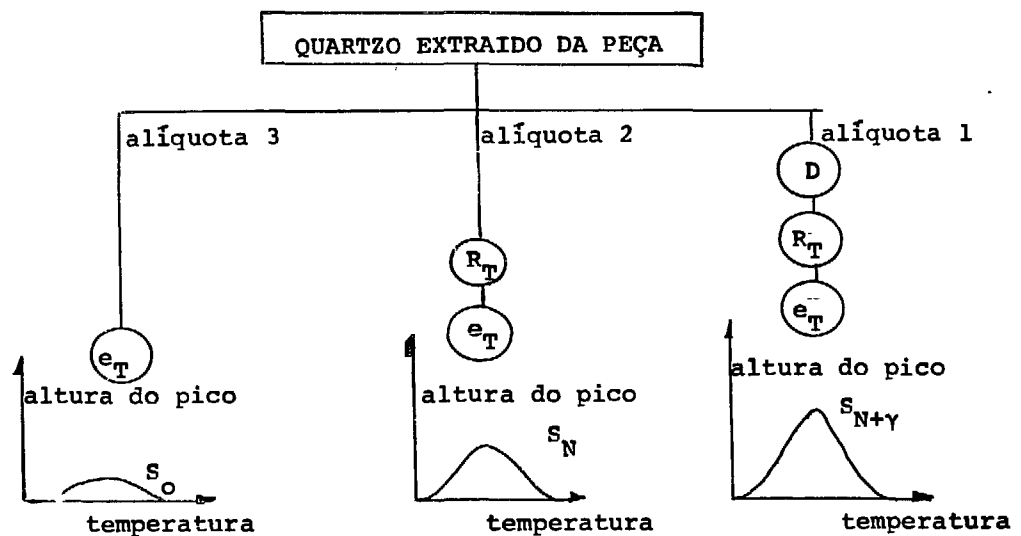 QUARTZO EXTRAIDO DA PEÇA
alíquota 3
alíquota 2
alíquota 1
D
R_T
R_T
e_T
e_T
e_T
altura do pico
altura do pico
altura do pico
S_o
S_N
S_{N+γ}
temperatura
temperatura
temperatura